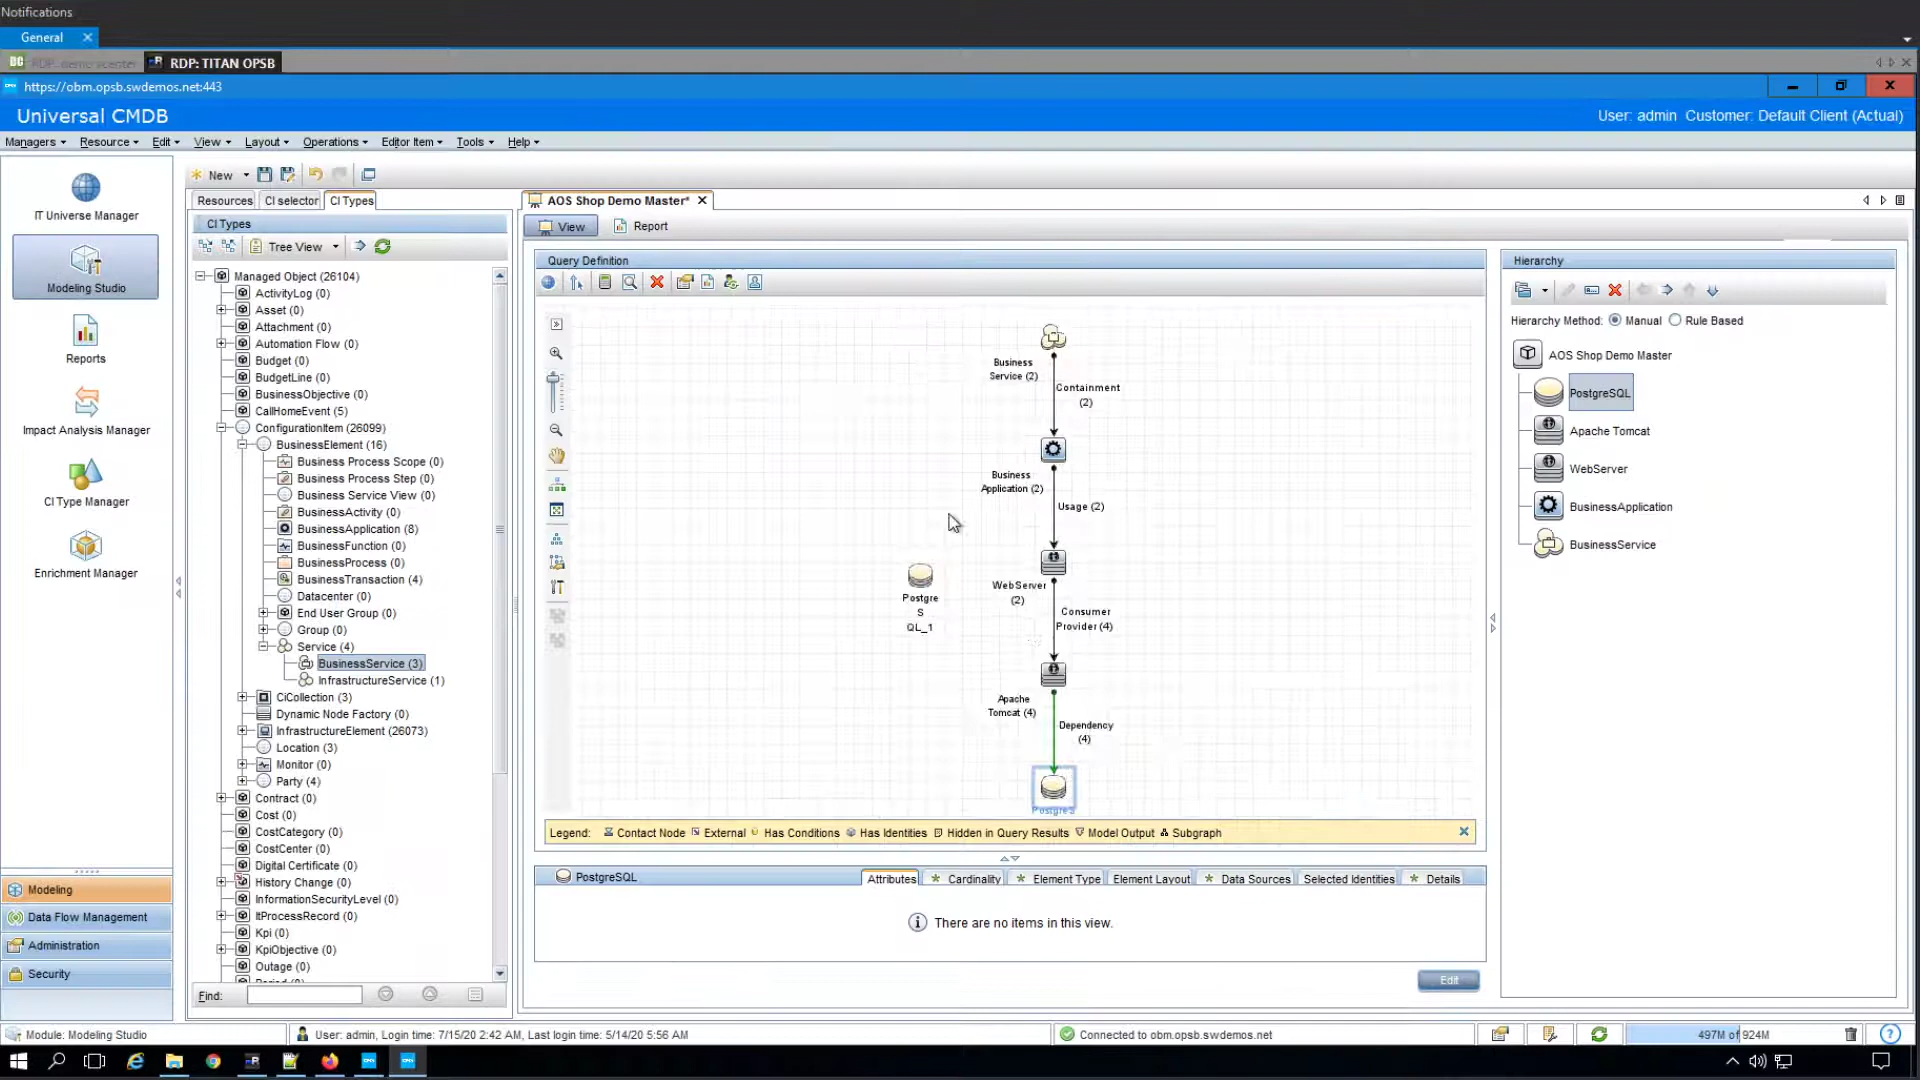 Notifications
General
RDP: demo vcenter
RDP: TITAN OPSB
https://obm.opsb.swdemos.net:443
Universal CMDB
User: admin Customer: Default Client (Actual)
Managers Resource Edit View Layout Operations Editor Item Tools Help
IT Universe Manager
Modeling Studio
Reports
Impact Analysis Manager
CI Type Manager
Enrichment Manager
Modeling
Data Flow Management
Administration
Security
New
Resources CI selector CI Types
CI Types
Tree View
Managed Object (26104)
ActivityLog (0)
Asset (0)
Attachment (0)
Automation Flow (0)
Budget (0)
BudgetLine (0)
BusinessObjective (0)
CallHomeEvent (5)
ConfigurationItem (26099)
BusinessElement (16)
Business Process Scope (0)
Business Process Step (0)
Business Service View (0)
BusinessActivity (0)
BusinessApplication (8)
BusinessFunction (0)
BusinessProcess (0)
BusinessTransaction (4)
Datacenter (0)
End User Group (0)
Group (0)
Service (4)
BusinessService (3)
InfrastructureService (1)
CiCollection (3)
Dynamic Node Factory (0)
InfrastructureElement (26073)
Location (3)
Monitor (0)
Party (4)
Contract (0)
Cost (0)
CostCategory (0)
CostCenter (0)
Digital Certificate (0)
History Change (0)
InformationSecurityLevel (0)
ItProcessRecord (0)
Kpi (0)
KpiObjective (0)
Outage (0)
Find:
AOS Shop Demo Master*
View Report
Query Definition
Business
Service (2)
Containment
(2)
Business
Application (2)
Usage (2)
WebServer
(2)
Consumer
Provider (4)
Postgre
S
QL_1
Apache
Tomcat (4)
Dependency
(4)
PostgreS
Legend: Contact Node External Has Conditions Has Identities Hidden in Query Results Model Output Subgraph
PostgreSQL
Attributes Cardinality Element Type Element Layout Data Sources Selected Identities Details
There are no items in this view.
Edit
Hierarchy
Hierarchy Method: Manual Rule Based
AOS Shop Demo Master
PostgreSQL
Apache Tomcat
WebServer
BusinessApplication
BusinessService
Module: Modeling Studio
User: admin, Login time: 7/15/20 2:42 AM, Last login time: 5/14/20 5:56 AM
Connected to obm.opsb.swdemos.net
497M of 924M